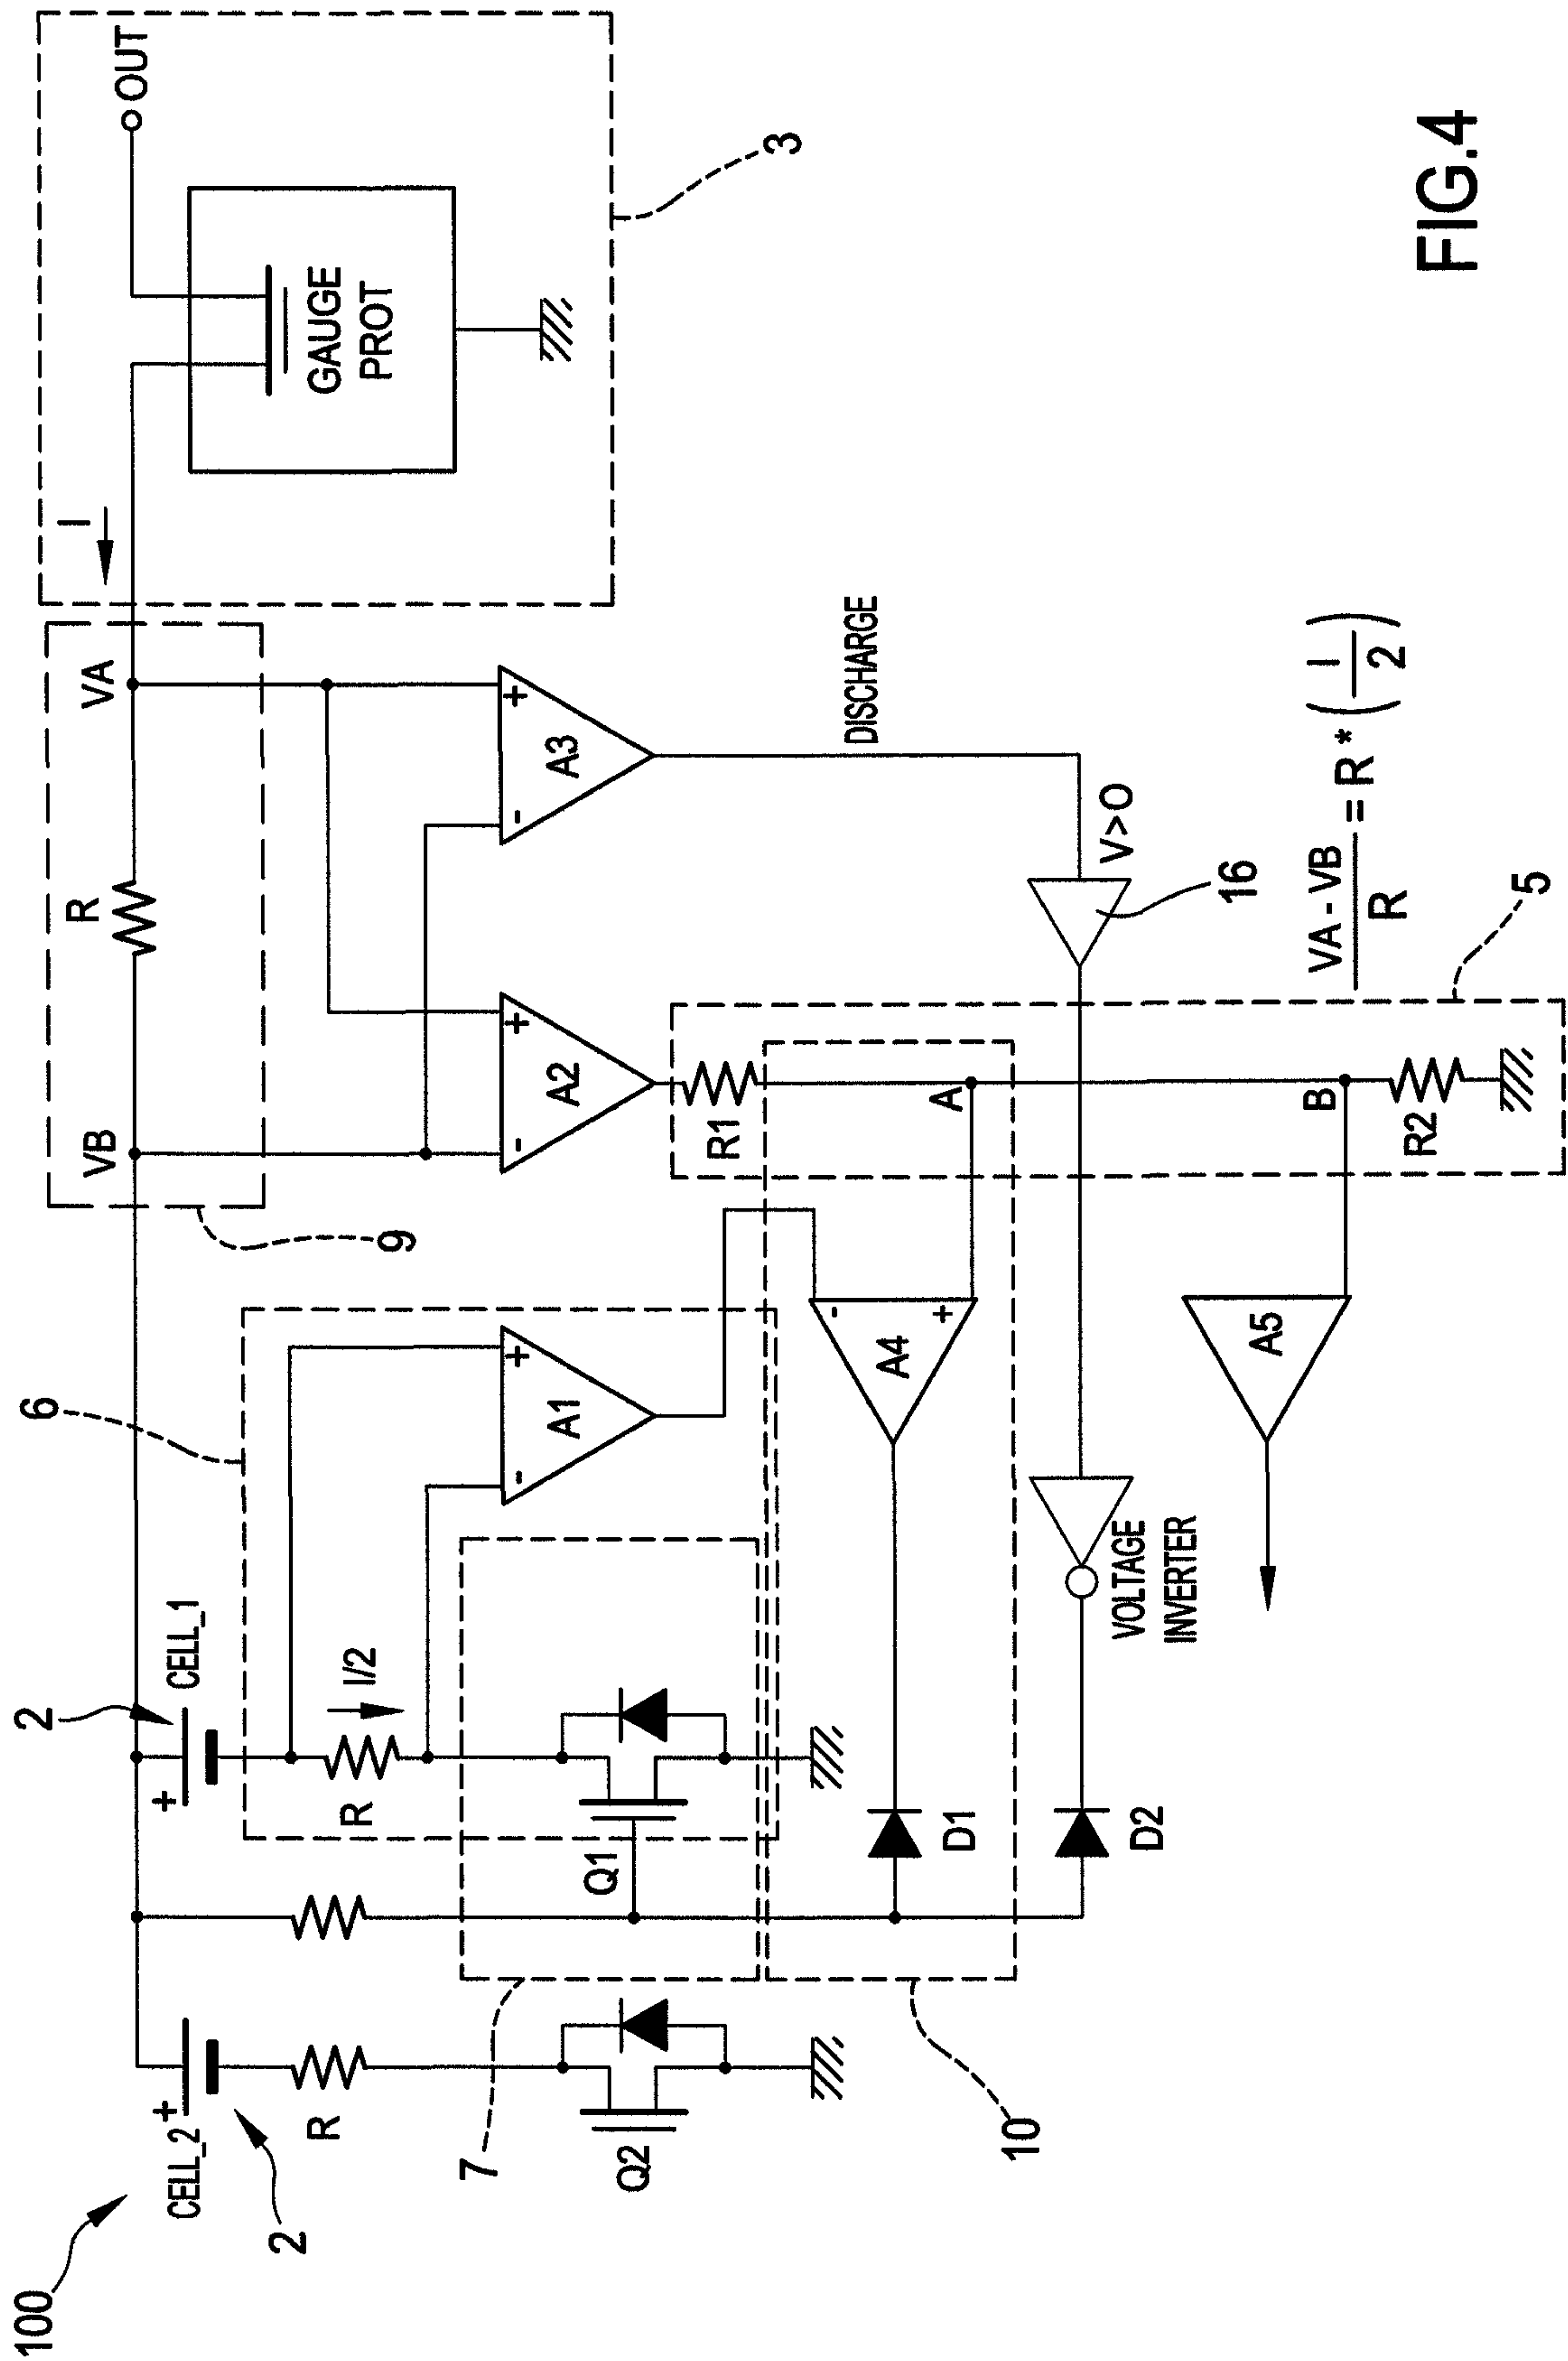 100
2
CELL_2
+
R
Q2
2
CELL_1
+
R
I/2
Q1
7
6
- A1 +
9
VB
R
VA
I
OUT
GAUGE
PROT
3
- A2 +
- A3 +
DISCHARGE
V>O
16
R1
A
B
R2
5
- A4 +
A5
D1
D2
10
VOLTAGE
INVERTER
VA - VB / R = R * ( I / 2 )
FIG.4